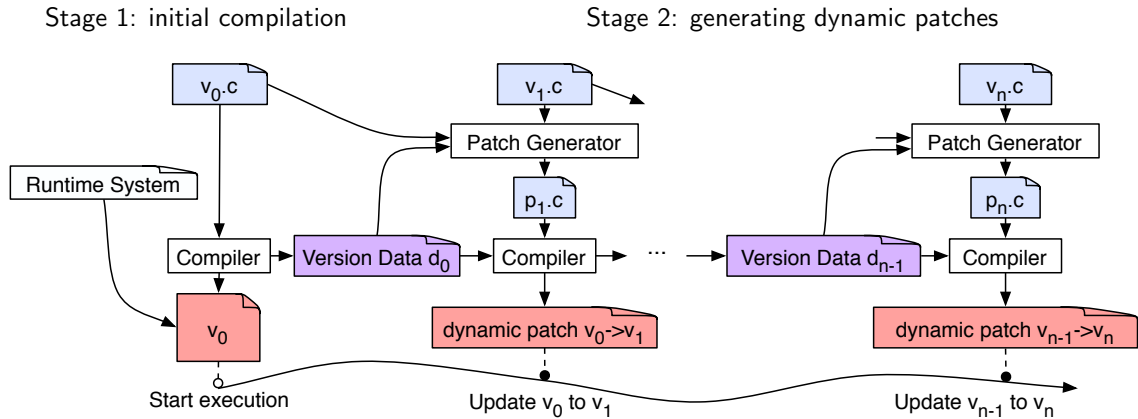 Stage 1: initial compilation
Stage 2: generating dynamic patches
v0.c
v1.c
vn.c
Patch Generator
Patch Generator
Runtime System
p1.c
pn.c
Compiler
Version Data d0
Compiler
...
Version Data dn-1
Compiler
v0
dynamic patch v0->v1
dynamic patch vn-1->vn
Start execution
Update v0 to v1
Update vn-1 to vn